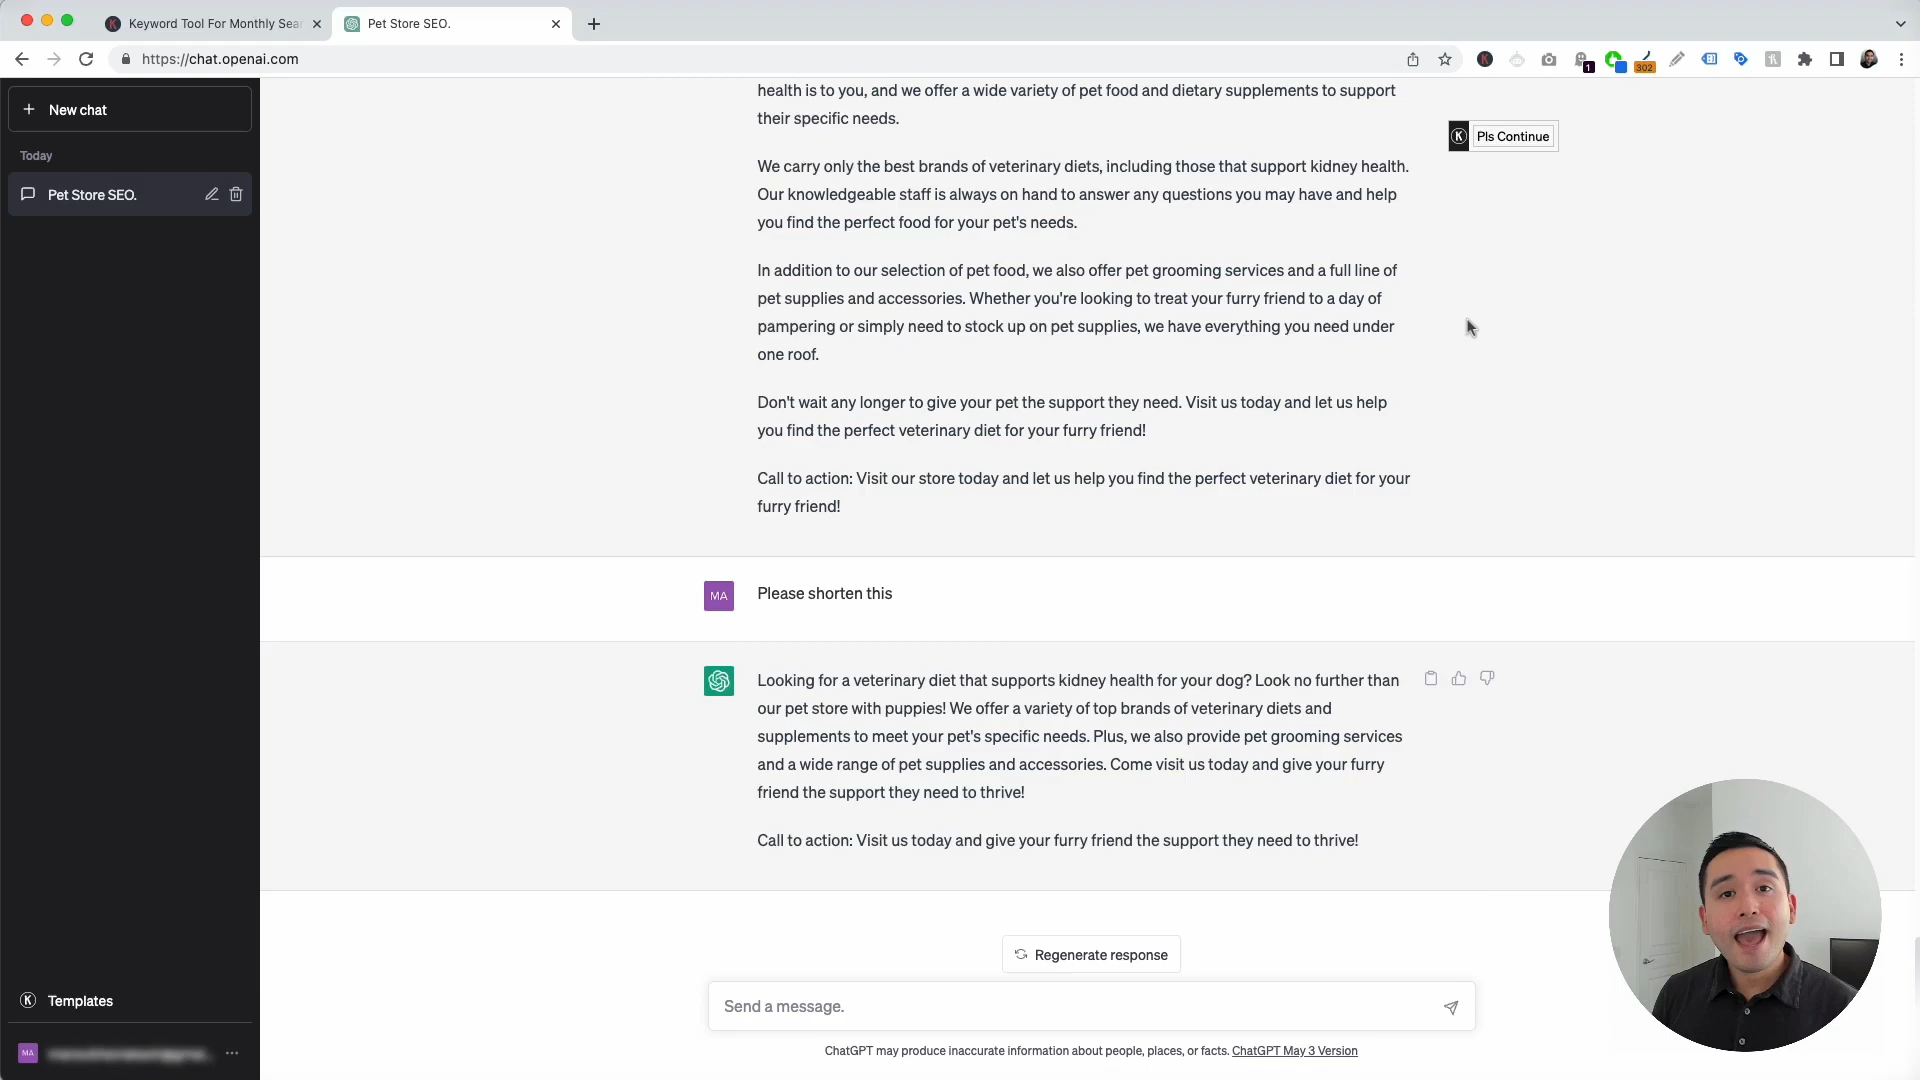 Keyword Tool For Monthly Sear
Pet Store SEO.
https://chat.openai.com
1
302
New chat
Today
Pet Store SEO.
health is to you, and we offer a wide variety of pet food and dietary supplements to support
their specific needs.
K Pls Continue
We carry only the best brands of veterinary diets, including those that support kidney health.
Our knowledgeable staff is always on hand to answer any questions you may have and help
you find the perfect food for your pet's needs.
In addition to our selection of pet food, we also offer pet grooming services and a full line of
pet supplies and accessories. Whether you're looking to treat your furry friend to a day of
pampering or simply need to stock up on pet supplies, we have everything you need under
one roof.
Don't wait any longer to give your pet the support they need. Visit us today and let us help
you find the perfect veterinary diet for your furry friend!
Call to action: Visit our store today and let us help you find the perfect veterinary diet for your
furry friend!
MA Please shorten this
Looking for a veterinary diet that supports kidney health for your dog? Look no further than
our pet store with puppies! We offer a variety of top brands of veterinary diets and
supplements to meet your pet's specific needs. Plus, we also provide pet grooming services
and a wide range of pet supplies and accessories. Come visit us today and give your furry
friend the support they need to thrive!
Call to action: Visit us today and give your furry friend the support they need to thrive!
Regenerate response
Send a message.
ChatGPT may produce inaccurate information about people, places, or facts. ChatGPT May 3 Version
K Templates
MA